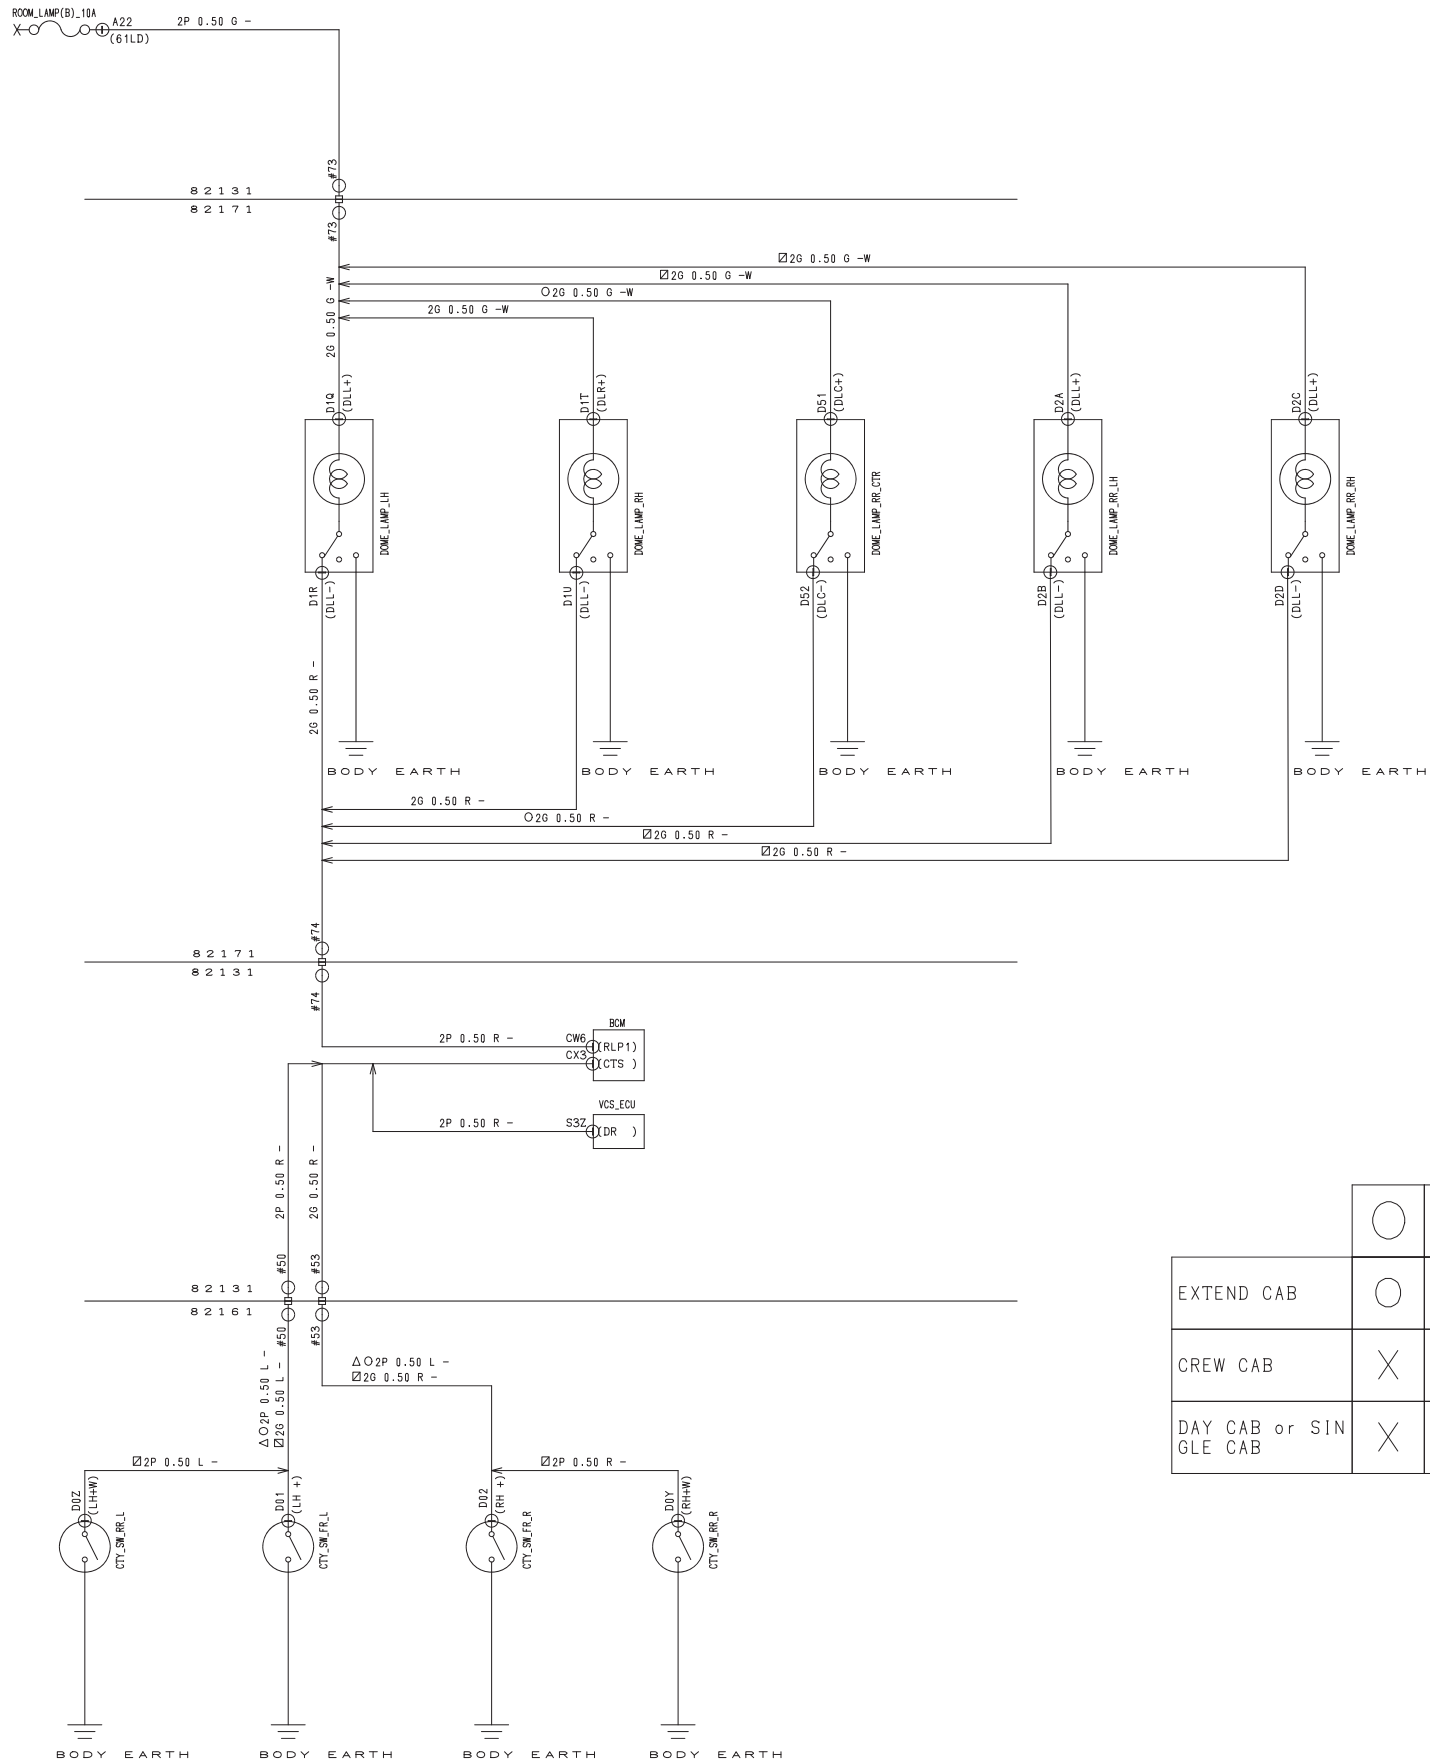 ROOM_LAMP(B)_10A
A22
(61LD)
2P 0.50 G -
#73
82131
82171
#73
2G 0.50 G -W
2G 0.50 G -W
2G 0.50 G -W
2G 0.50 G -W
2G 0.50 G -W
D1Q
(DLL+)
D1T
(DLR+)
D51
(DLC+)
D2A
(DLL+)
D2C
(DLL+)
DOME_LAMP_LH
DOME_LAMP_RH
DOME_LAMP_RR_CTR
DOME_LAMP_RR_LH
DOME_LAMP_RR_RH
D1R
(DLL-)
D1U
(DLL-)
D52
(DLC-)
D2B
(DLL-)
D2D
(DLL-)
2G 0.50 R -
BODY EARTH
BODY EARTH
BODY EARTH
BODY EARTH
BODY EARTH
2G 0.50 R -
2G 0.50 R -
2G 0.50 R -
2G 0.50 R -
#74
82171
82131
#74
BCM
2P 0.50 R -
CW6
(RLP1)
CX3
(CTS )
VCS_ECU
2P 0.50 R -
S3Z
(DR )
2P 0.50 R -
2G 0.50 R -
#50
#53
82131
82161
#50
#53
△○2P 0.50 L -
2G 0.50 L -
△○2P 0.50 L -
2G 0.50 R -
2P 0.50 L -
2P 0.50 R -
D0Z
(LH+W)
D01
(LH +)
D02
(RH +)
D0Y
(RH+W)
CTY_SW_RR_L
CTY_SW_FR_L
CTY_SW_FR_R
CTY_SW_RR_R
BODY EARTH
BODY EARTH
BODY EARTH
BODY EARTH
○
EXTEND CAB ○
CREW CAB X
DAY CAB or SIN
GLE CAB X